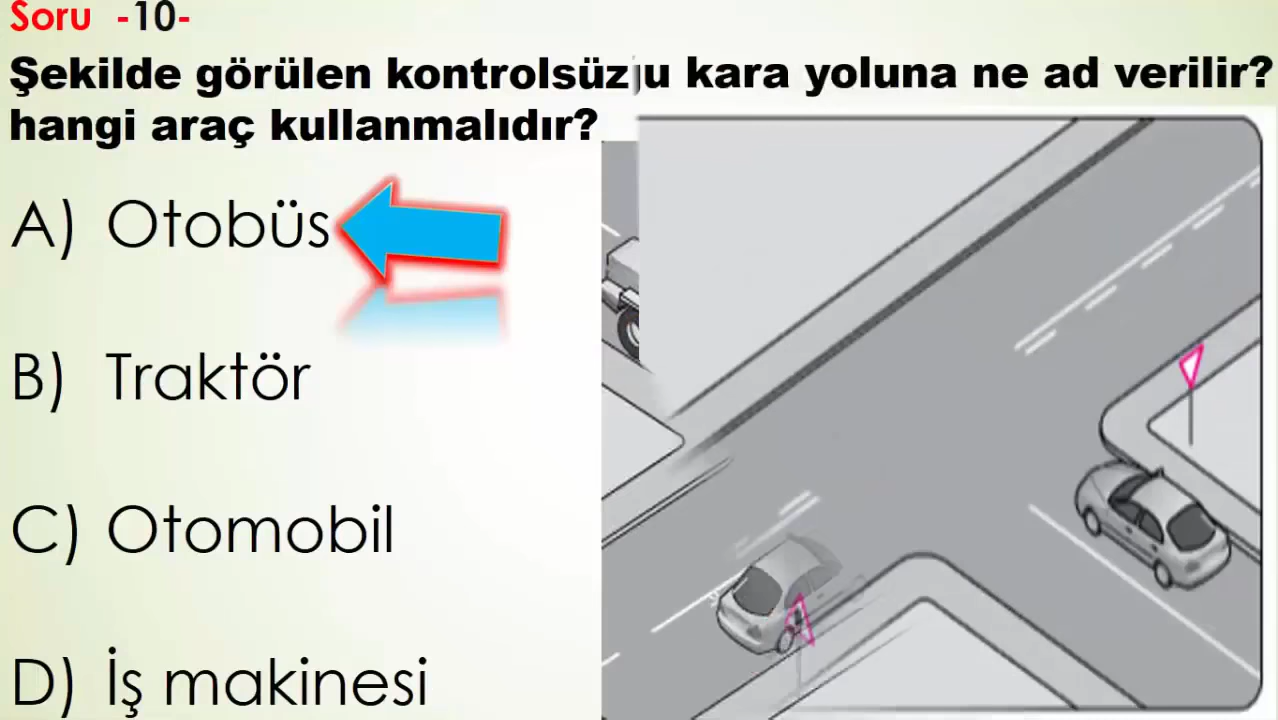 Soru -10-
Şekilde görülen kontrolsüz u kara yoluna ne ad verilir?
hangi araç kullanmalıdır?
A) Otobüs
B) Traktör
C) Otomobil
D) İş makinesi